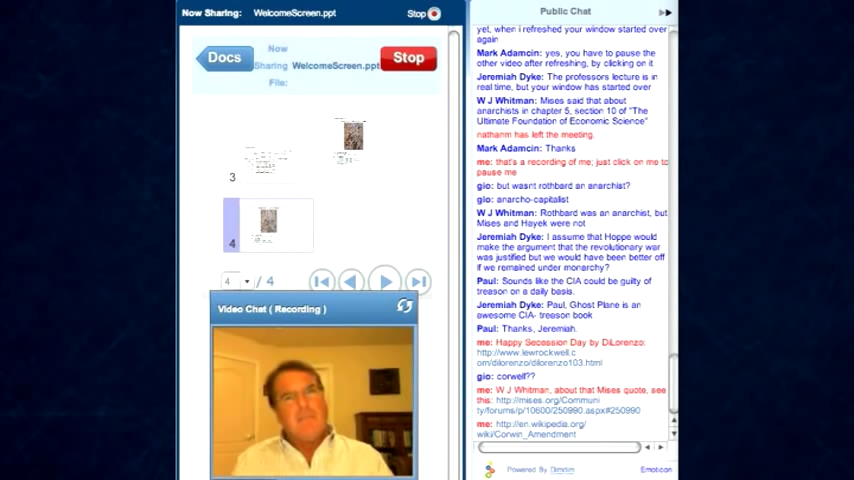 Now Sharing: WelcomeScreen.ppt Stop
Docs
Now
Sharing WelcomeScreen.ppt
File:
Stop
3
4
4 / 4
Video Chat ( Recording )
Public Chat
yet, when i refreshed your window started over
again
Mark Adamcin: yes, you have to pause the
other video after refreshing, by clicking on it
Jeremiah Dyke: The professors lecture is in
real time, but your window has started over
W J Whitman: Mises said that about
anarchists in chapter 5, section 10 of "The
Ultimate Foundation of Economic Science"
nathanm has left the meeting.
Mark Adamcin: Thanks
me: that's a recording of me; just click on me to
pause me
gio: but wasnt rothbard an anarchist?
gio: anarcho-capitalist
W J Whitman: Rothbard was an anarchist, but
Mises and Hayek were not
Jeremiah Dyke: I assume that Hoppe would
make the argument that the revolutionary war
was justified but we would have been better off
if we remained under monarchy?
Paul: Sounds like the CIA could be guilty of
treason on a daily basis.
Jeremiah Dyke: Paul, Ghost Plane is an
awesome CIA- treason book
Paul: Thanks, Jeremiah.
me: Happy Secession Day by DiLorenzo:
http://www.lewrockwell.c
om/dilorenzo/dilorenzo103.html
gio: corwell??
me: W J Whitman, about that Mises quote, see
this: http://mises.org/Communi
ty/forums/p/10600/250990.aspx#250990
me: http://en.wikipedia.org/
wiki/Corwin_Amendment
Powered By Dimdim Emoticon